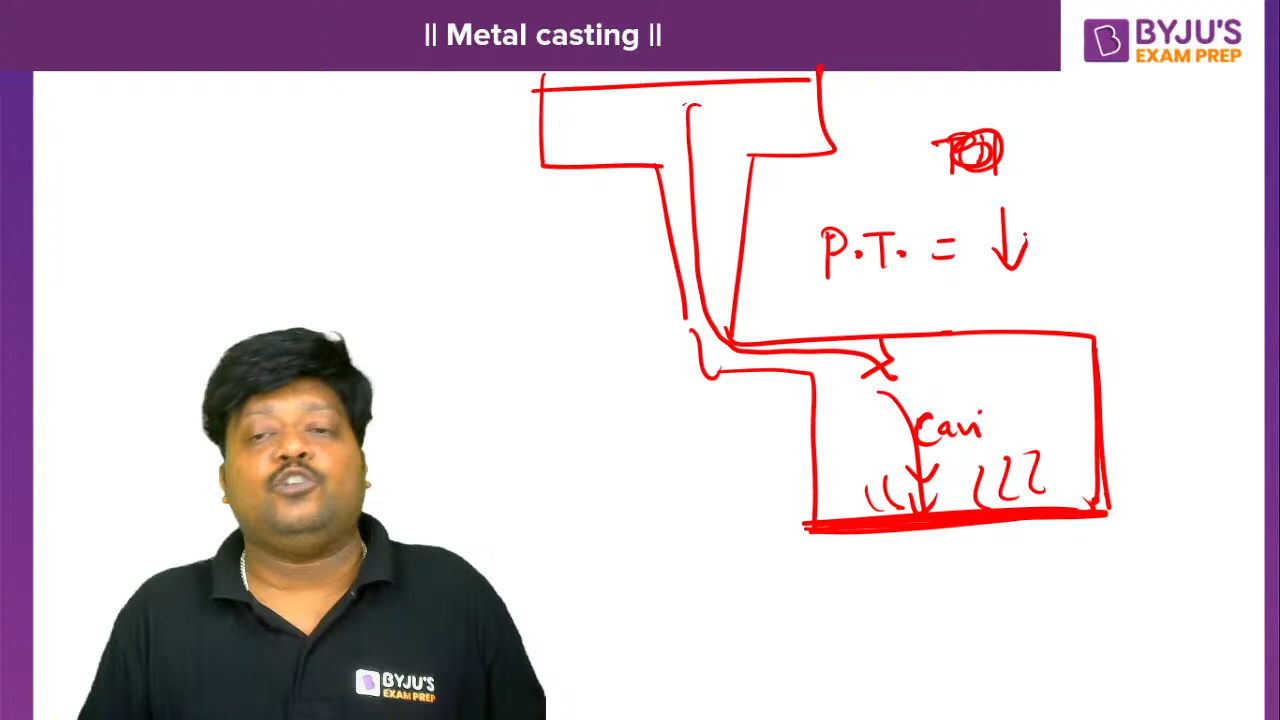 || Metal casting ||
BYJU'S
EXAM PREP
P.T. = ↓
Cavi
BYJU'S
EXAM PREP